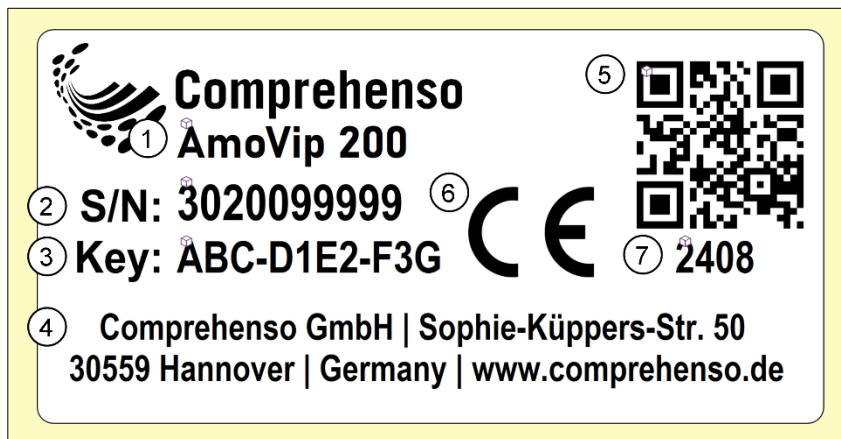 Comprehenso
1 AmoVip 200
2 S/N: 3020099999
3 Key: ABC-D1E2-F3G
4 Comprehenso GmbH | Sophie-Küppers-Str. 50
30559 Hannover | Germany | www.comprehenso.de
5
6 CE
7 2408